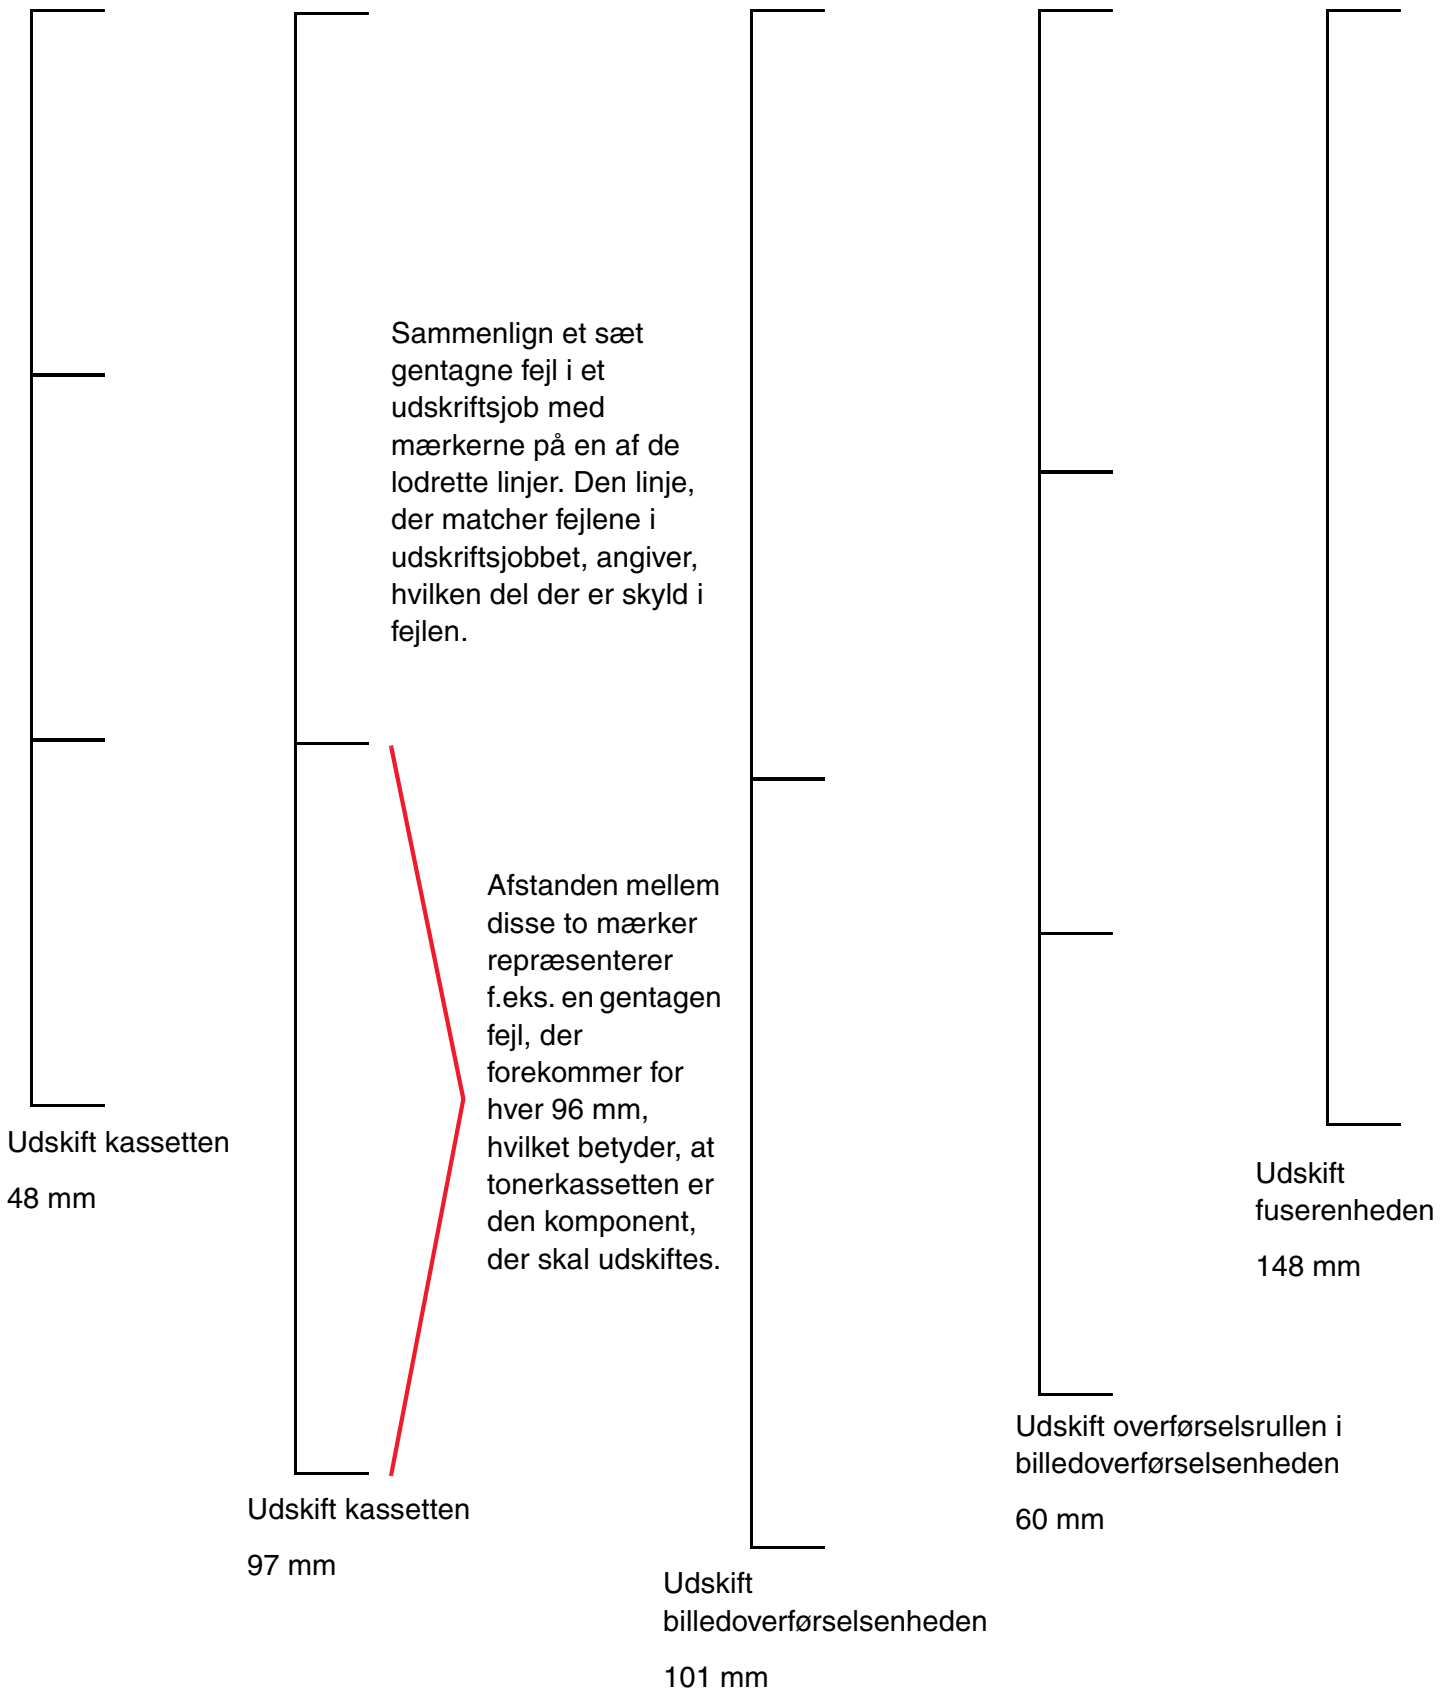 Sammenlign et sæt
gentagne fejl i et
udskriftsjob med
mærkerne på en af de
lodrette linjer. Den linje,
der matcher fejlene i
udskriftsjobbet, angiver,
hvilken del der er skyld i
fejlen.
Afstanden mellem
disse to mærker
repræsenterer
f.eks. en gentagen
fejl, der
forekommer for
hver 96 mm,
hvilket betyder, at
tonerkassetten er
den komponent,
der skal udskiftes.
Udskift kassetten
48 mm
Udskift kassetten
97 mm
Udskift
billedoverførselsenheden
101 mm
Udskift overførselsrullen i
billedoverførselsenheden
60 mm
Udskift
fuserenheden
148 mm